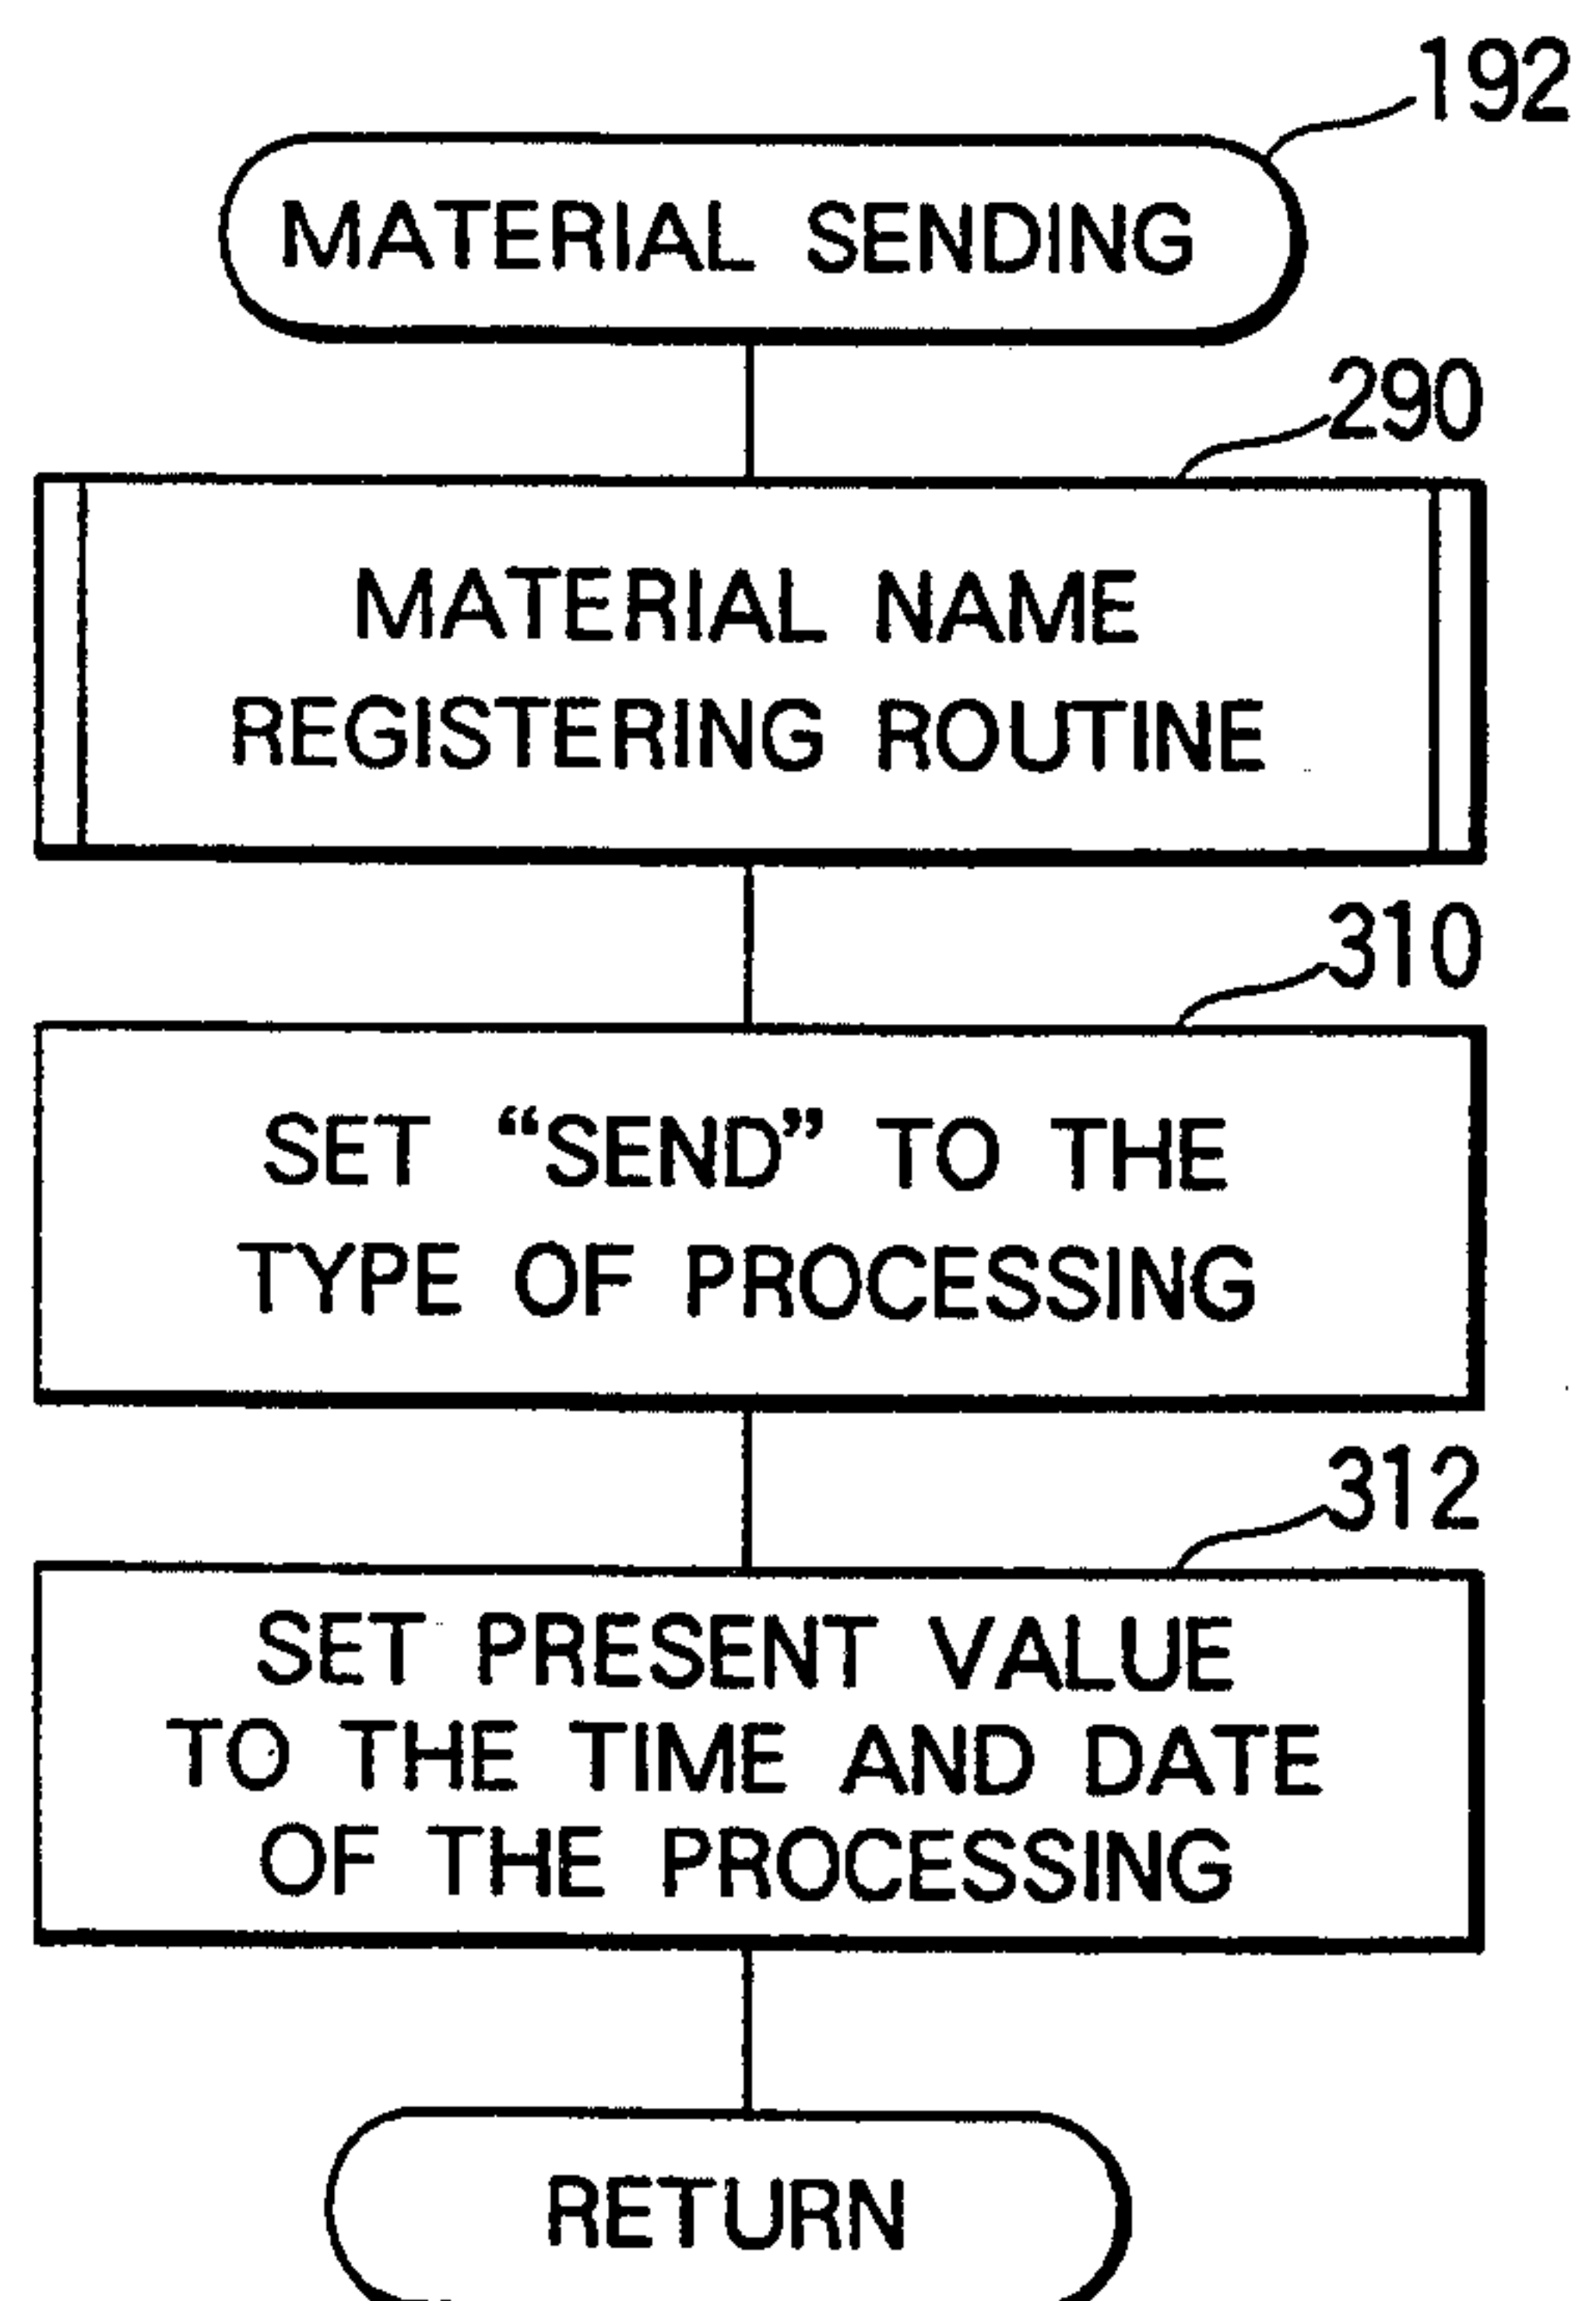 192
MATERIAL SENDING
290
MATERIAL NAME
REGISTERING ROUTINE
310
SET “SEND” TO THE
TYPE OF PROCESSING
312
SET PRESENT VALUE
TO THE TIME AND DATE
OF THE PROCESSING
RETURN